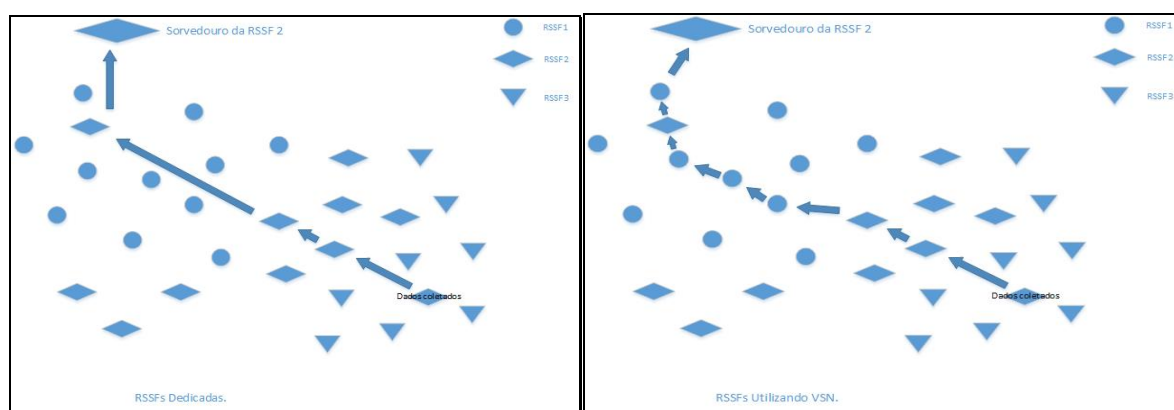 Sorvedouro da RSSF 2
RSSF1
RSSF2
RSSF3
Dados coletados
RSSFs Dedicadas.
Sorvedouro da RSSF 2
RSSF1
RSSF2
RSSF3
Dados coletados
RSSFs Utilizando VSN.